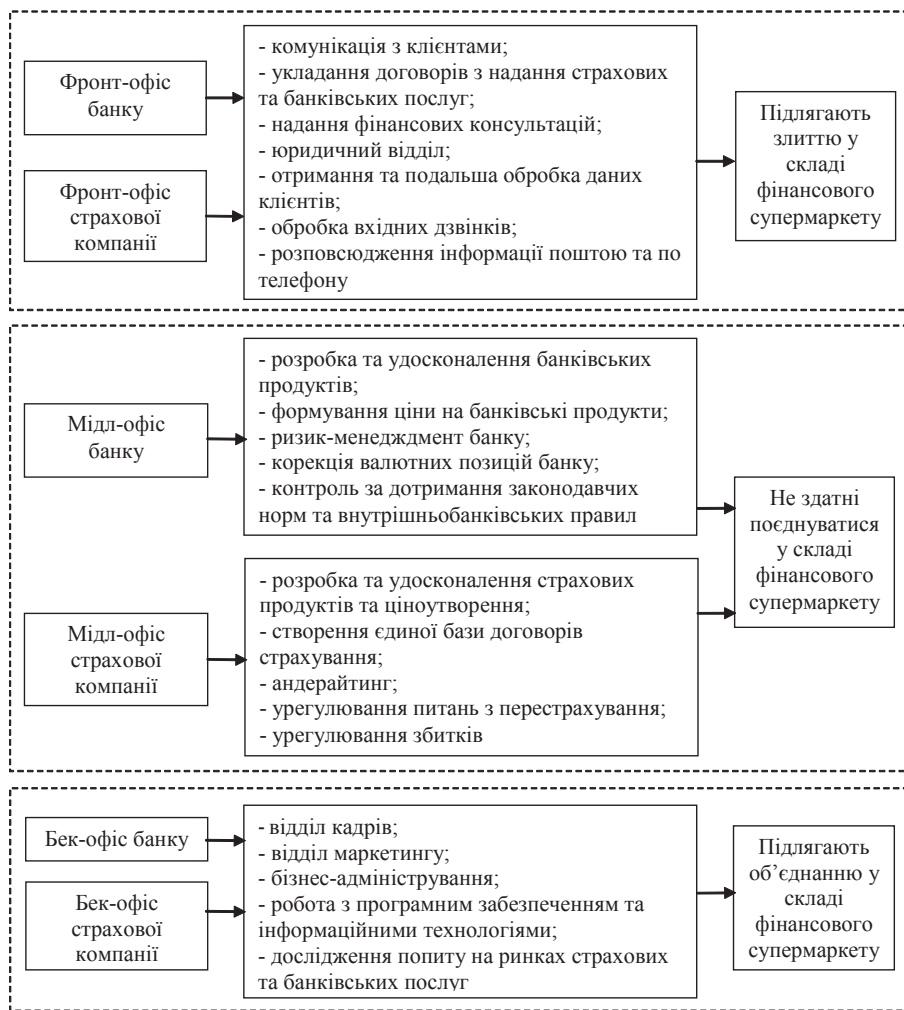 Фронт-офіс
банку
Фронт-офіс
страхової
компанії
- комунікація з клієнтами;
- укладання договорів з надання страхових
та банківських послуг;
- надання фінансових консультацій;
- юридичний відділ;
- отримання та подальша обробка даних
клієнтів;
- обробка вхідних дзвінків;
- розповсюдження інформації поштою та по
телефону
Підлягають
злиттю у
складі
фінансового
супермаркету
Мідл-офіс
банку
- розробка та удосконалення банківських
продуктів;
- формування ціни на банківські продукти;
- ризик-менеджмент банку;
- корекція валютних позицій банку;
- контроль за дотримання законодавчих
норм та внутрішньобанківських правил
Мідл-офіс
страхової
компанії
- розробка та удосконалення страхових
продуктів та ціноутворення;
- створення єдиної бази договорів
страхування;
- андерайтинг;
- урегулювання питань з перестрахування;
- урегулювання збитків
Не здатні
поєднуватися
у складі
фінансового
супермаркету
Бек-офіс банку
Бек-офіс
страхової
компанії
- відділ кадрів;
- відділ маркетингу;
- бізнес-адміністрування;
- робота з програмним забезпеченням та
інформаційними технологіями;
- дослідження попиту на ринках страхових
та банківських послуг
Підлягають
об’єднанню у
складі
фінансового
супермаркету